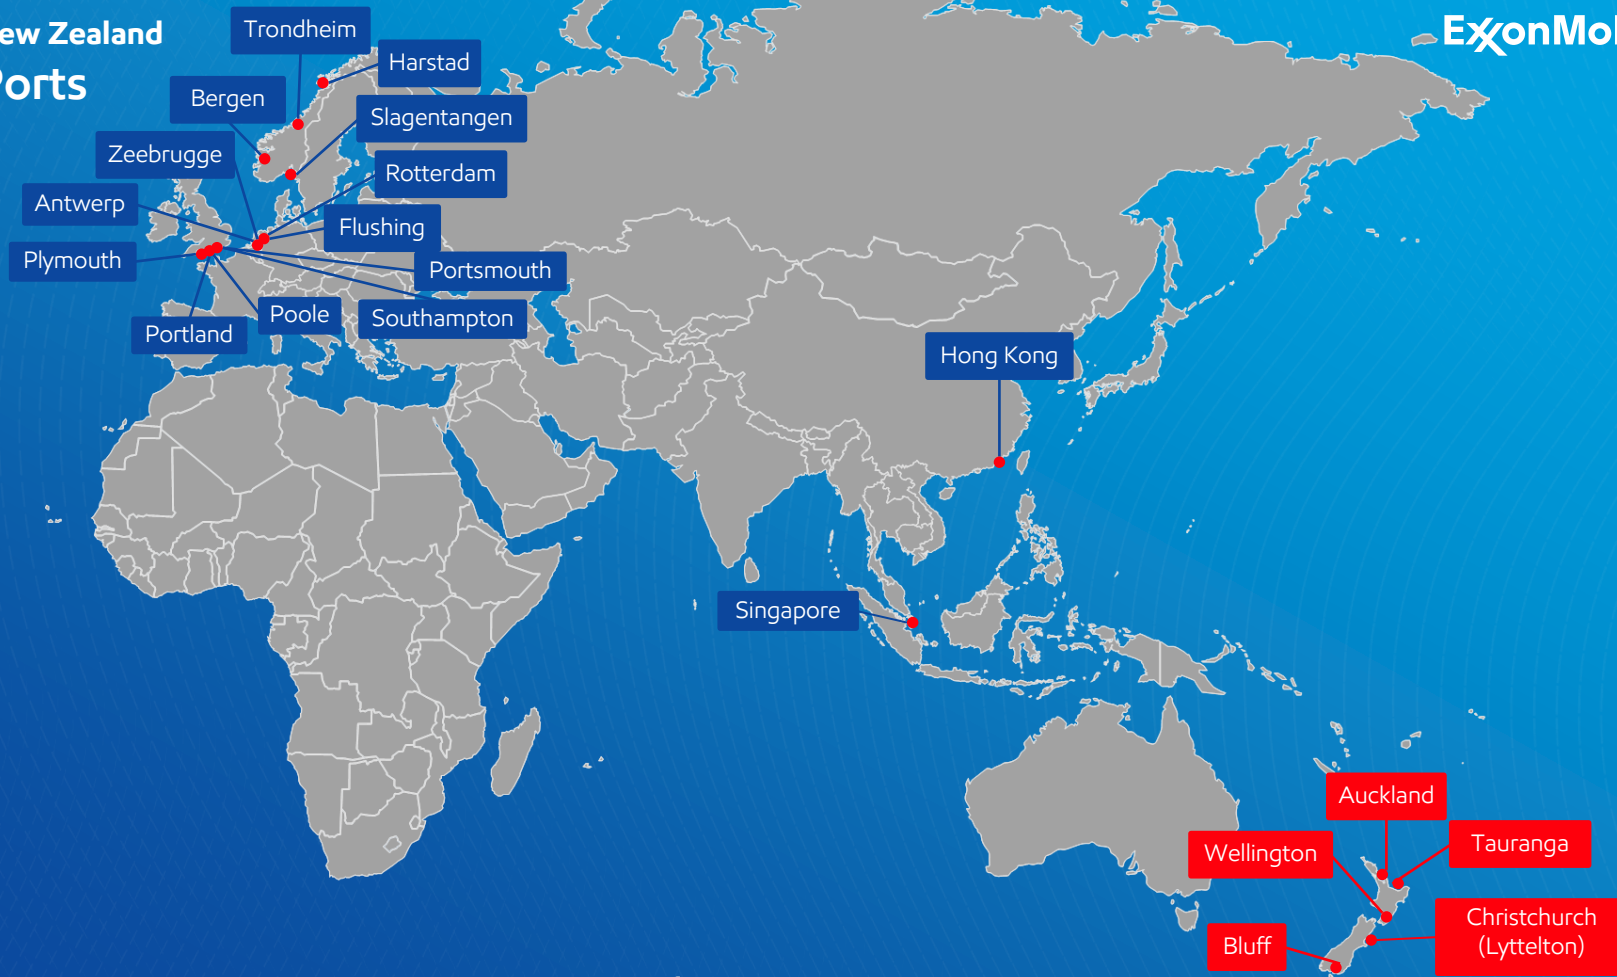 ew Zealand
Ports
ExxonMol
Trondheim
Harstad
Bergen
Slagentangen
Zeebrugge
Rotterdam
Antwerp
Flushing
Plymouth
Portsmouth
Poole
Southampton
Portland
Hong Kong
Singapore
Auckland
Tauranga
Wellington
Christchurch
(Lyttelton)
Bluff